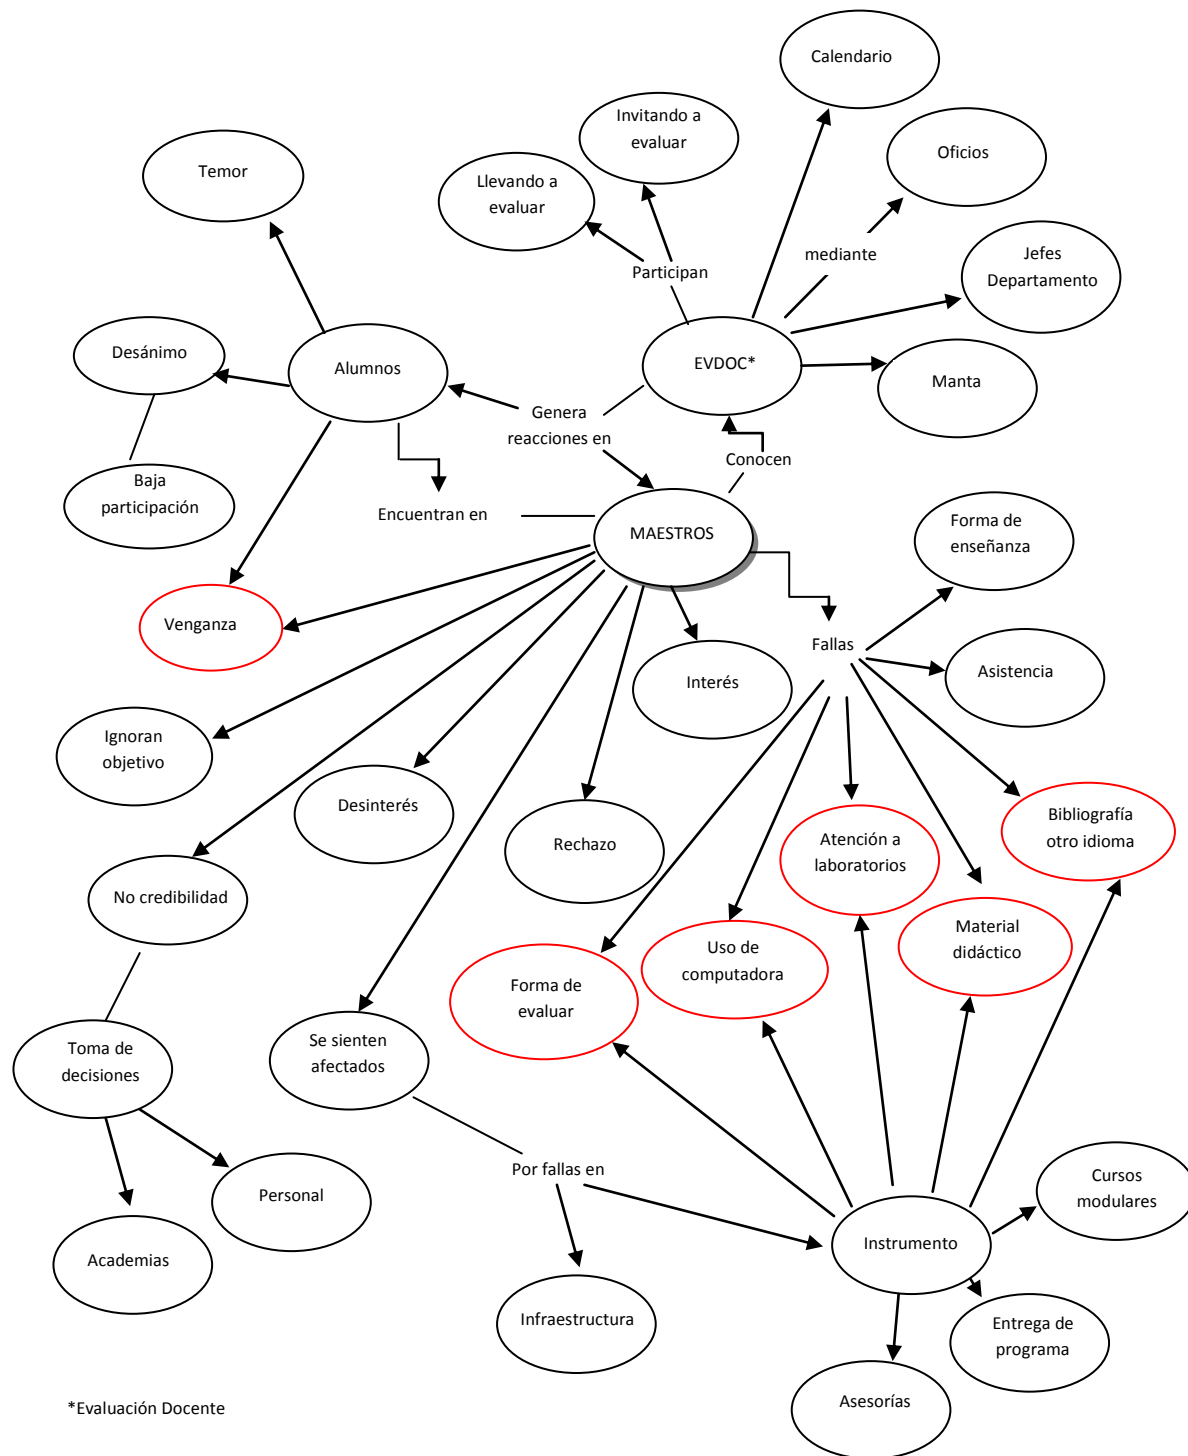 Calendario
Invitando a
evaluar
Oficios
Temor
Llevando a
evaluar
mediante
Jefes
Departamento
Participan
Desánimo
Alumnos
EVDOC*
Manta
Genera
reacciones en
Conocen
Baja
participación
Encuentran en
MAESTROS
Forma de
enseñanza
Venganza
Fallas
Asistencia
Interés
Ignoran
objetivo
Desinterés
Rechazo
Atención a
laboratorios
Bibliografía
otro idioma
No credibilidad
Forma de
evaluar
Uso de
computadora
Material
didáctico
Toma de
decisiones
Se sienten
afectados
Por fallas en
Personal
Cursos
modulares
Academias
Instrumento
Infraestructura
Entrega de
programa
Asesorías
*Evaluación Docente